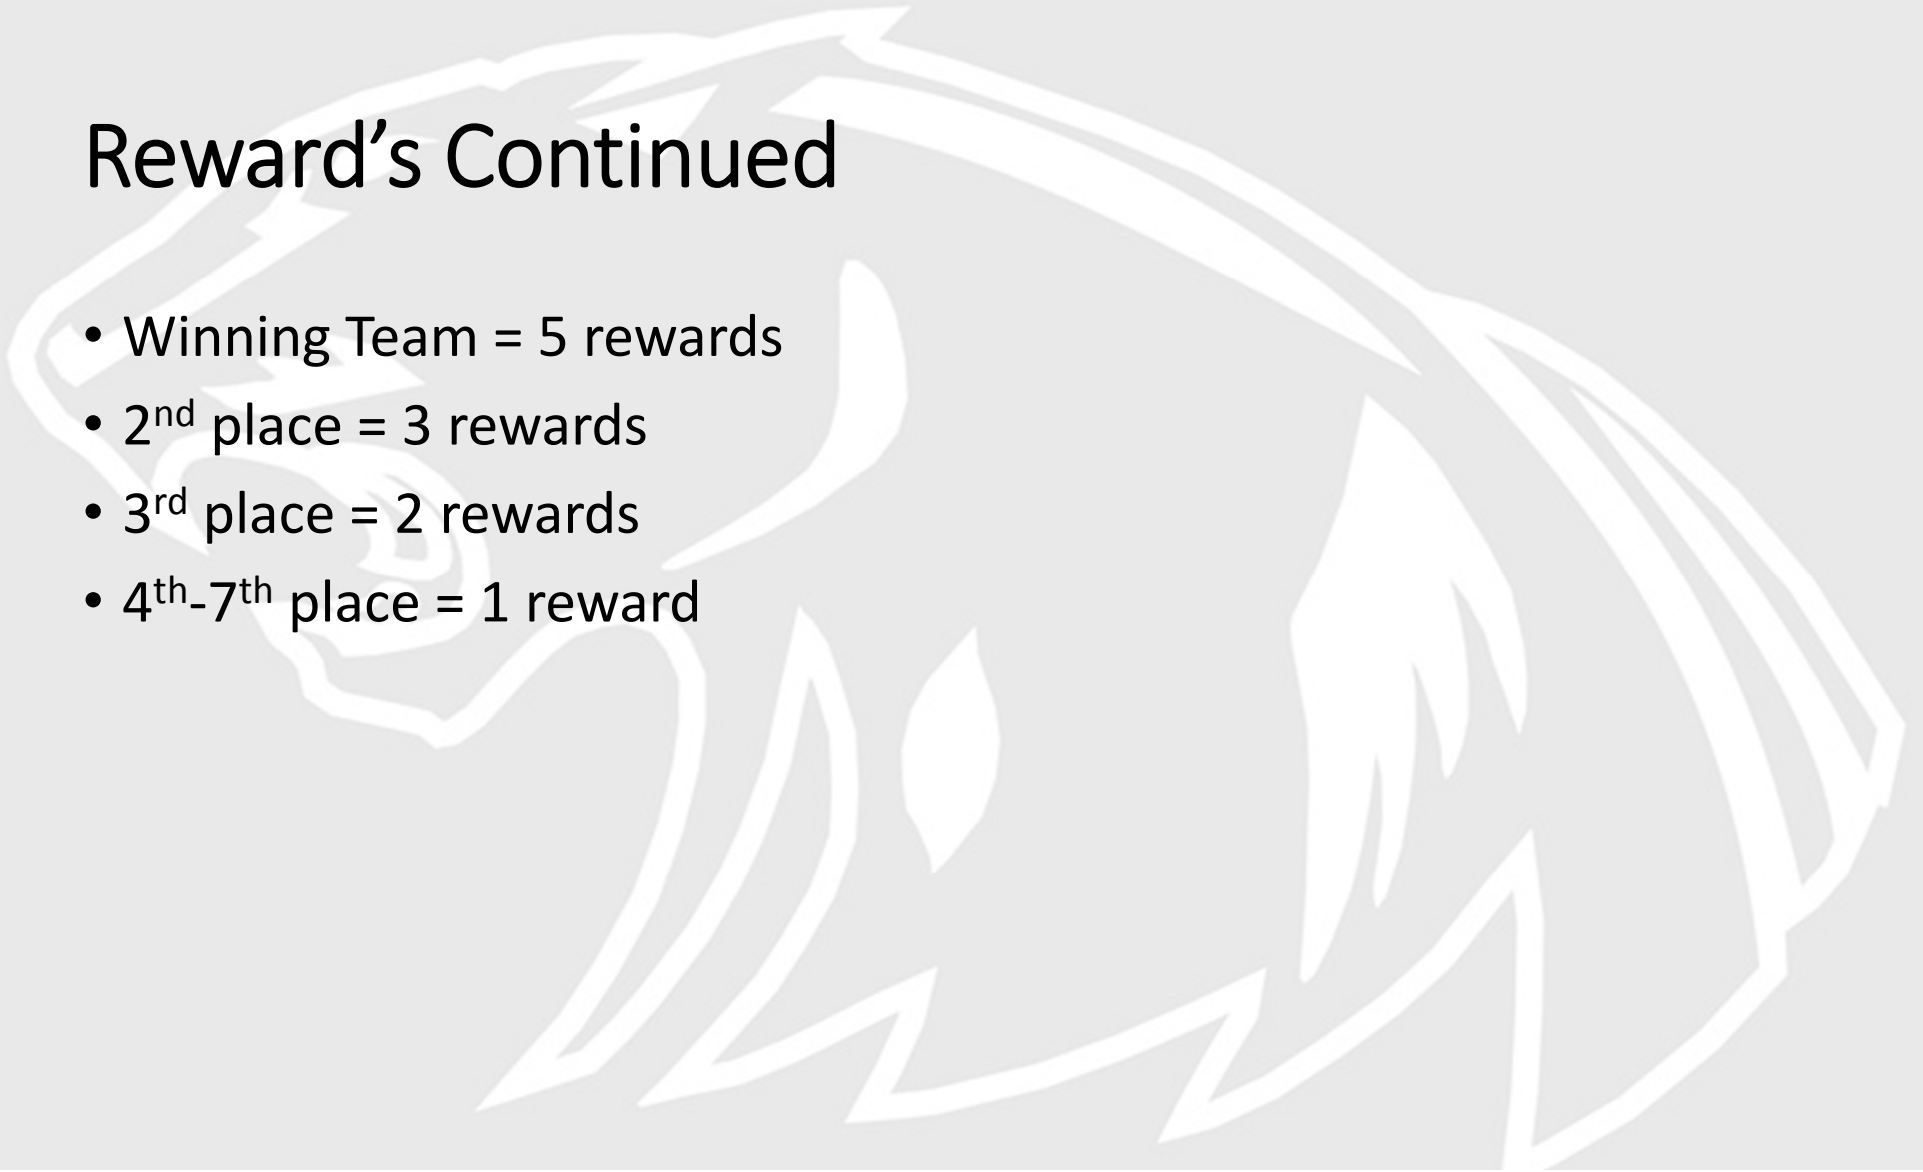 Reward’s Continued
• Winning Team = 5 rewards
• 2nd place = 3 rewards
• 3rd place = 2 rewards
• 4th-7th place = 1 reward